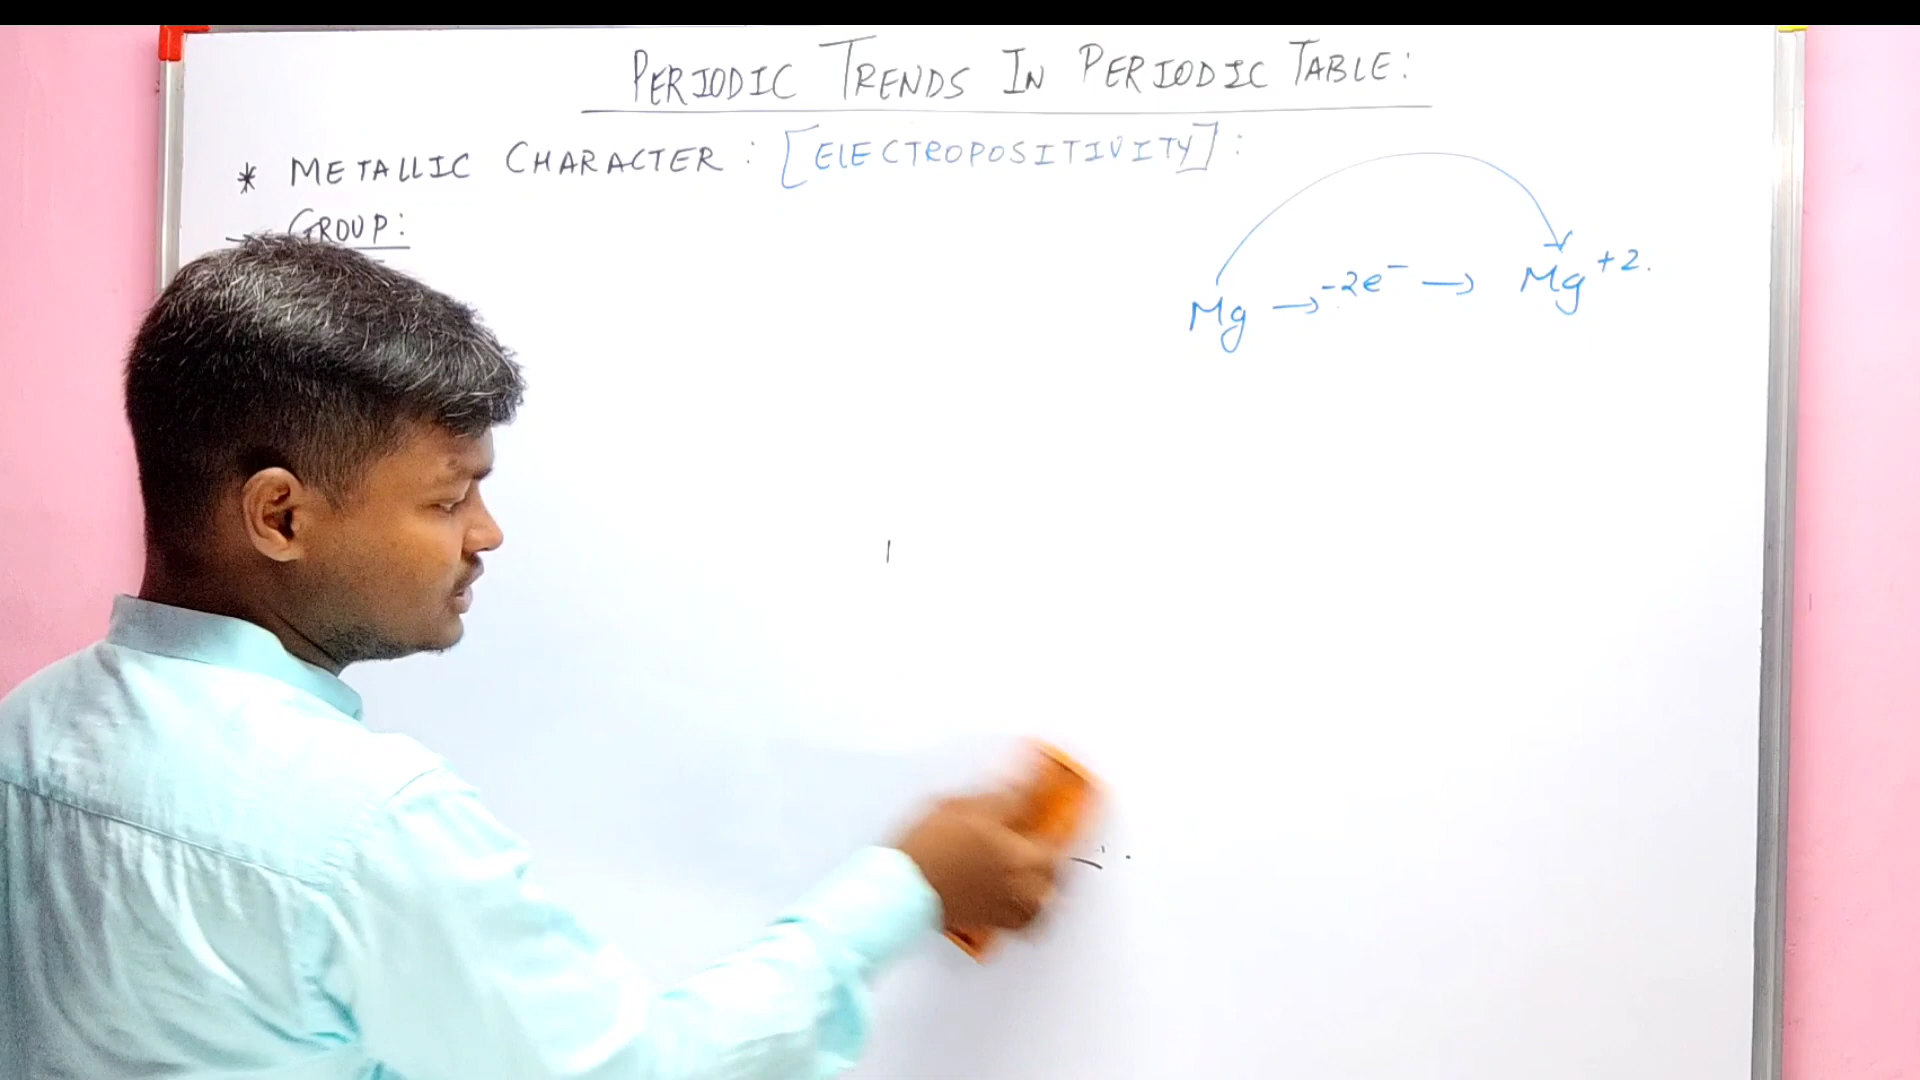 PERIODIC TRENDS IN PERIODIC TABLE:
* METALLIC CHARACTER : [ELECTROPOSITIVITY] :
→ GROUP:
Mg → -2e⁻ → Mg⁺².